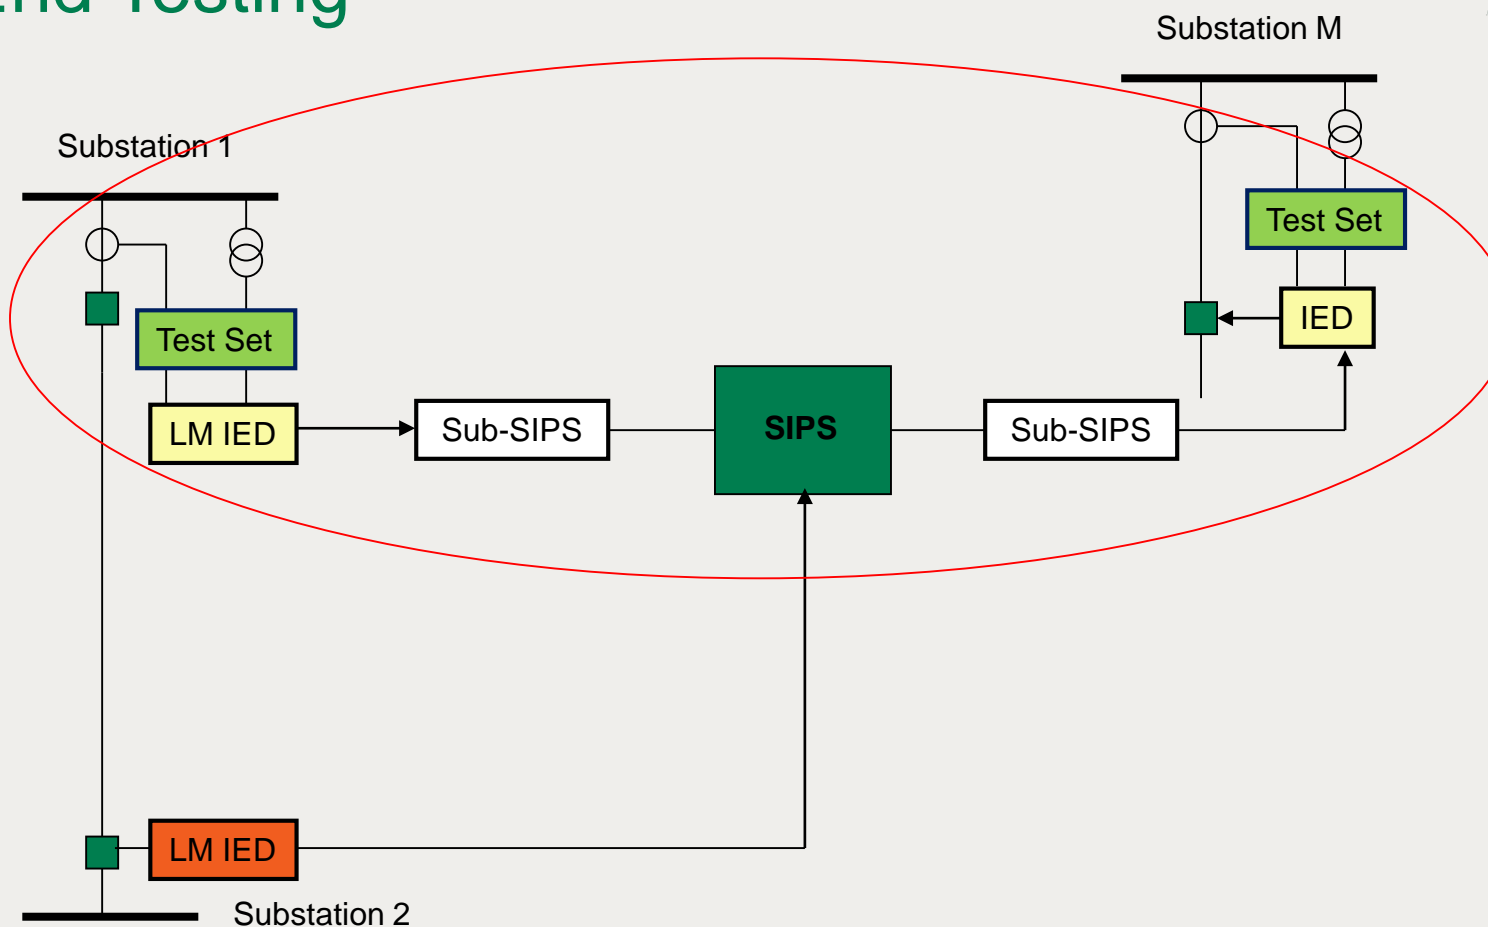 Testing
Substation M
Substation 1
Test Set
Test Set
IED
LM IED
Sub-SIPS
SIPS
Sub-SIPS
LM IED
Substation 2